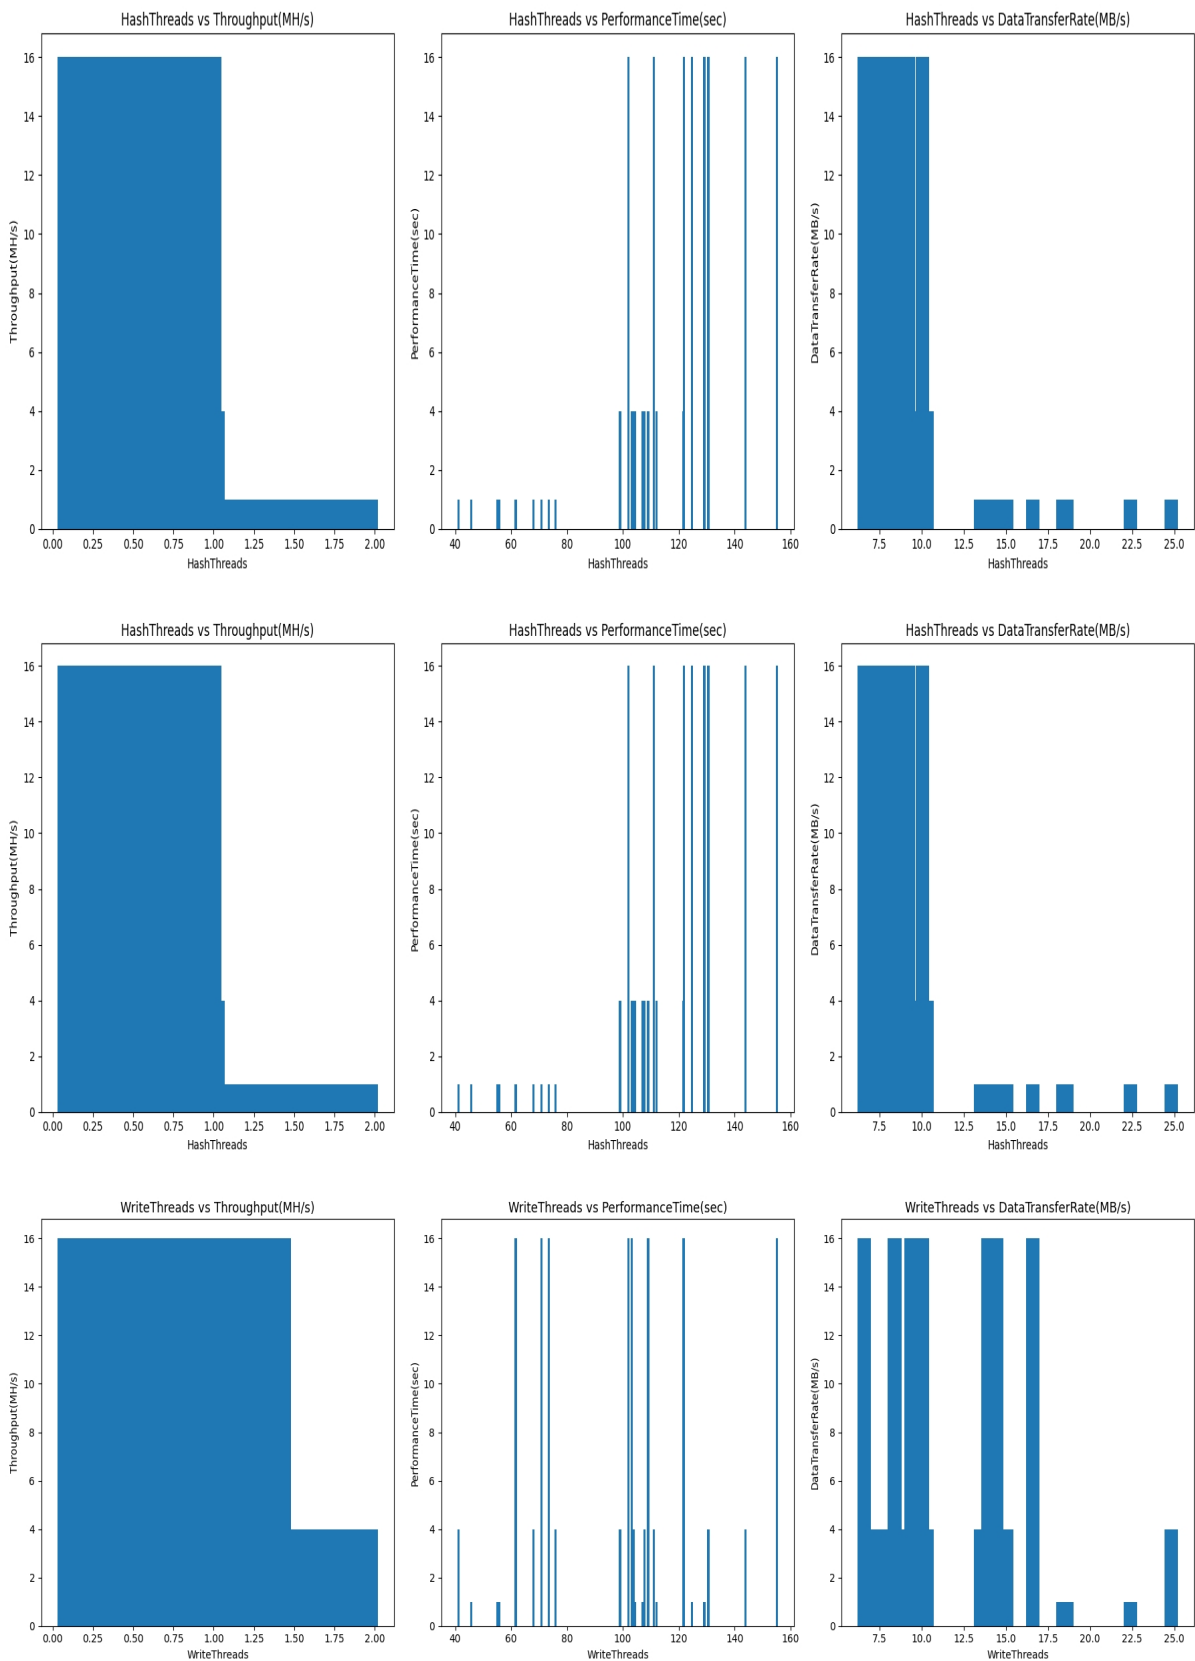 HashThreads vs Throughput(MH/s)
HashThreads vs PerformanceTime(sec)
HashThreads vs DataTransferRate(MB/s)
Throughput(MH/s)
16
14
12
10
8
6
4
2
0
0.00 0.25 0.50 0.75 1.00 1.25 1.50 1.75 2.00
HashThreads
PerformanceTime(sec)
16
14
12
10
8
6
4
2
0
40 60 80 100 120 140 160
HashThreads
DataTransferRate(MB/s)
16
14
12
10
8
6
4
2
0
7.5 10.0 12.5 15.0 17.5 20.0 22.5 25.0
HashThreads
HashThreads vs Throughput(MH/s)
HashThreads vs PerformanceTime(sec)
HashThreads vs DataTransferRate(MB/s)
Throughput(MH/s)
16
14
12
10
8
6
4
2
0
0.00 0.25 0.50 0.75 1.00 1.25 1.50 1.75 2.00
HashThreads
PerformanceTime(sec)
16
14
12
10
8
6
4
2
0
40 60 80 100 120 140 160
HashThreads
DataTransferRate(MB/s)
16
14
12
10
8
6
4
2
0
7.5 10.0 12.5 15.0 17.5 20.0 22.5 25.0
HashThreads
WriteThreads vs Throughput(MH/s)
WriteThreads vs PerformanceTime(sec)
WriteThreads vs DataTransferRate(MB/s)
Throughput(MH/s)
16
14
12
10
8
6
4
2
0
0.00 0.25 0.50 0.75 1.00 1.25 1.50 1.75 2.00
WriteThreads
PerformanceTime(sec)
16
14
12
10
8
6
4
2
0
40 60 80 100 120 140 160
WriteThreads
DataTransferRate(MB/s)
16
14
12
10
8
6
4
2
0
7.5 10.0 12.5 15.0 17.5 20.0 22.5 25.0
WriteThreads